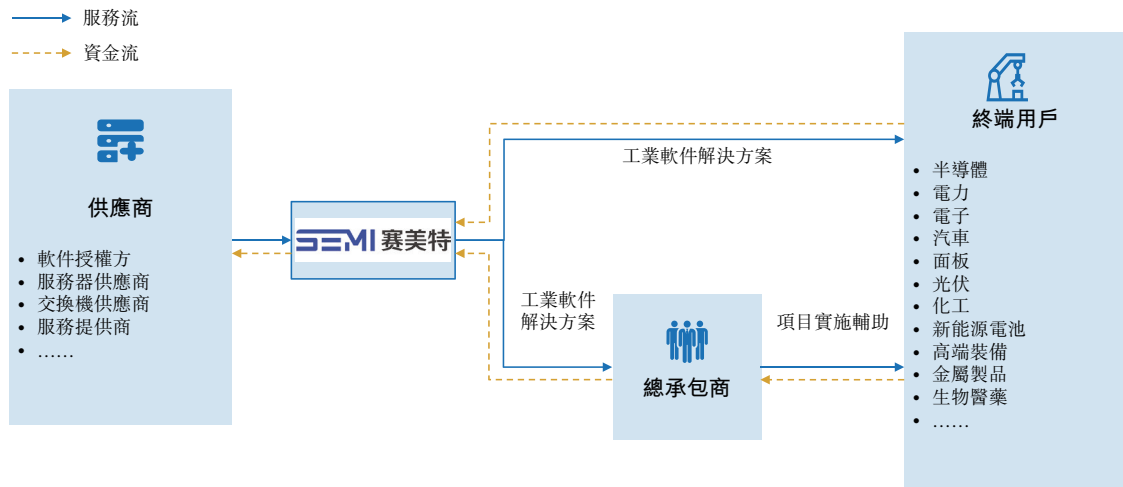 服務流
資金流
供應商
• 軟件授權方
• 服務器供應商
• 交換機供應商
• 服務提供商
• ……
SEMI 赛美特
工業軟件解決方案
工業軟件
解決方案
總承包商
項目實施輔助
終端用戶
• 半導體
• 電力
• 電子
• 汽車
• 面板
• 光伏
• 化工
• 新能源電池
• 高端裝備
• 金屬製品
• 生物醫藥
• ……